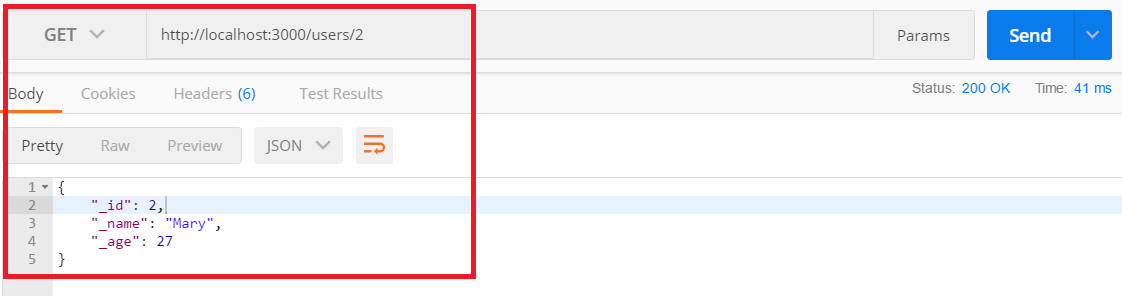 GET http://localhost:3000/users/2 Params Send
Body Cookies Headers (6) Test Results Status: 200 OK Time: 41 ms
Pretty Raw Preview JSON
1 {
2 "_id": 2,
3 "_name": "Mary",
4 "_age": 27
5 }